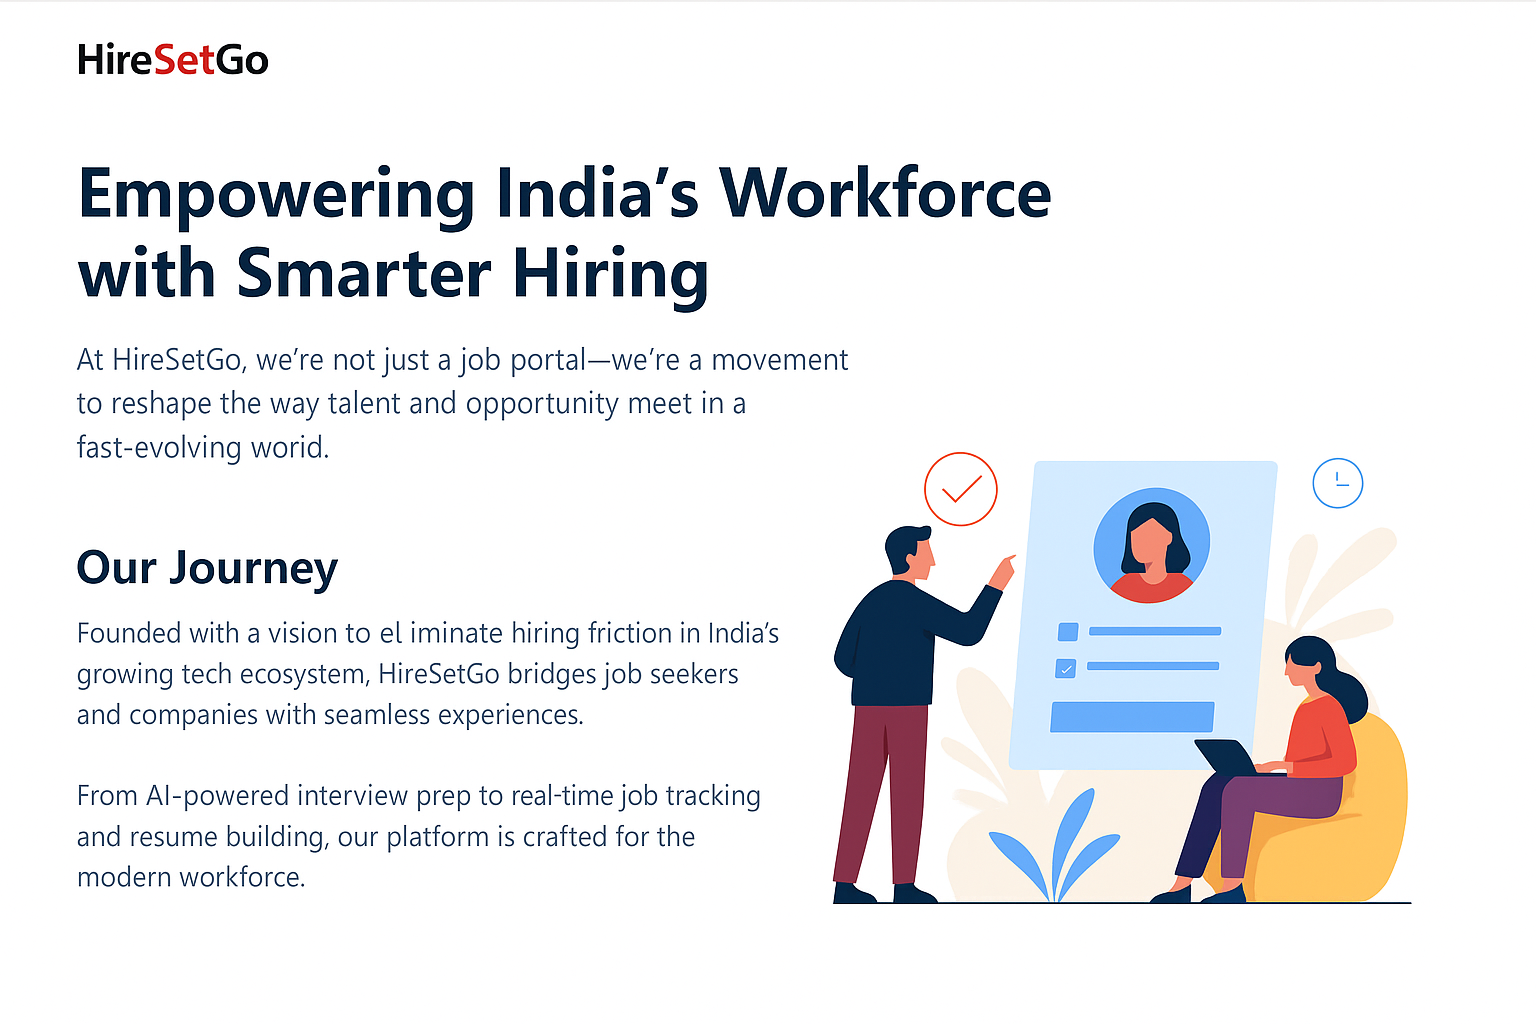 HireSetGo
Empowering India’s Workforce
with Smarter Hiring
At HireSetGo, we’re not just a job portal—we’re a movement
to reshape the way talent and opportunity meet in a
fast-evolving worid.
Our Journey
Founded with a vision to el iminate hiring friction in India’s
growing tech ecosystem, HireSetGo bridges job seekers
and companies with seamless experiences.
From AI-powered interview prep to real-time job tracking
and resume building, our platform is crafted for the
modern workforce.